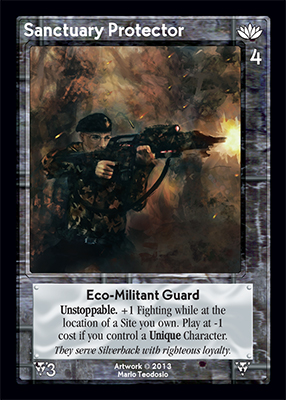 Sanctuary Protector
4
Eco-Militant Guard
Unstoppable. +1 Fighting while at the
location of a Site you own. Play at -1
cost if you control a Unique Character.
They serve Silverback with righteous loyalty.
3
Artwork © 2013
Mario Teodosio